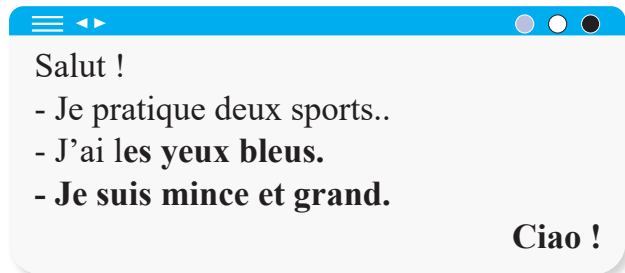 Salut !
- Je pratique deux sports..
- J’ai les yeux bleus.
- Je suis mince et grand.
Ciao !